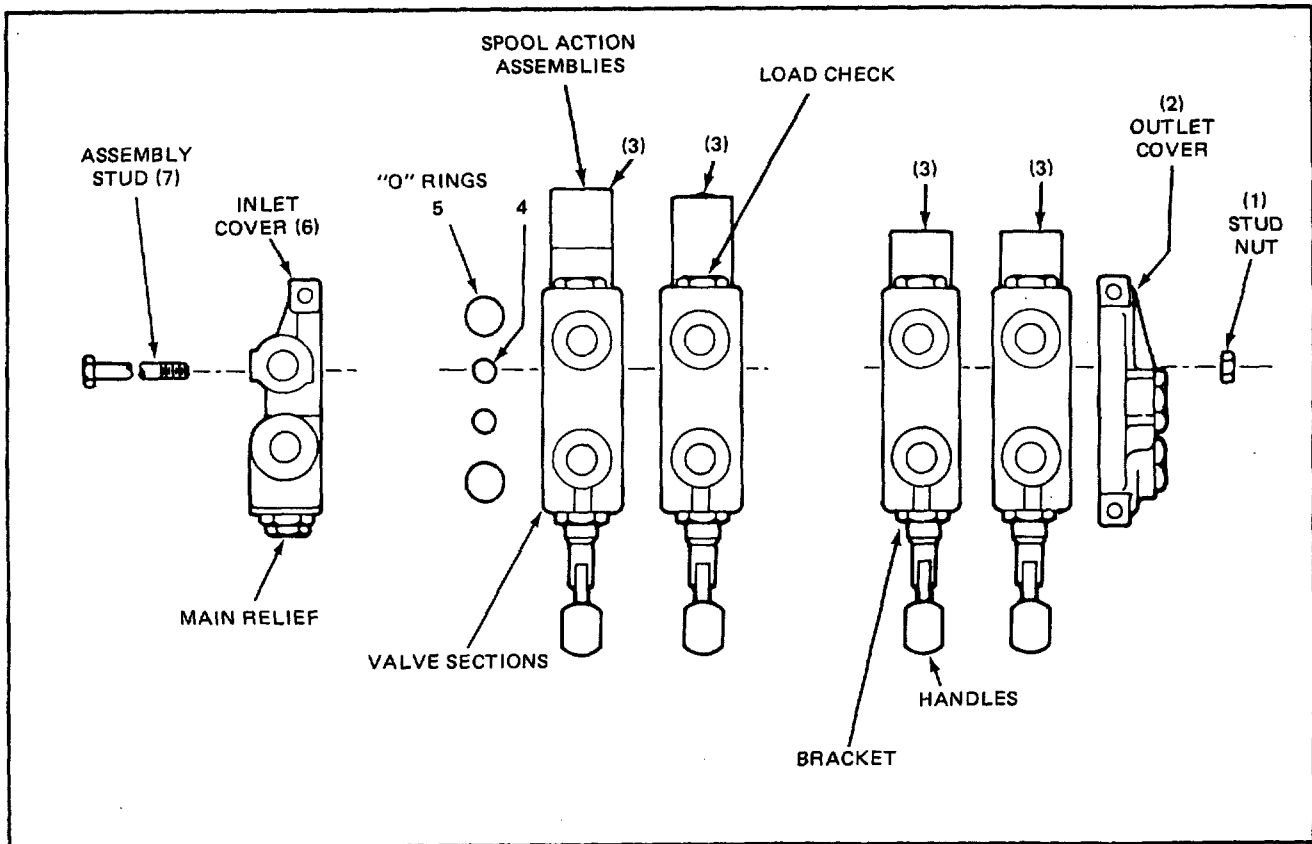 SPOOL ACTION
ASSEMBLIES
LOAD CHECK
(2)
OUTLET
COVER
ASSEMBLY
STUD (7)
"O" RINGS
5
4
(3)
(3)
(3)
(3)
INLET
COVER (6)
(1)
STUD
NUT
MAIN RELIEF
VALVE SECTIONS
HANDLES
BRACKET